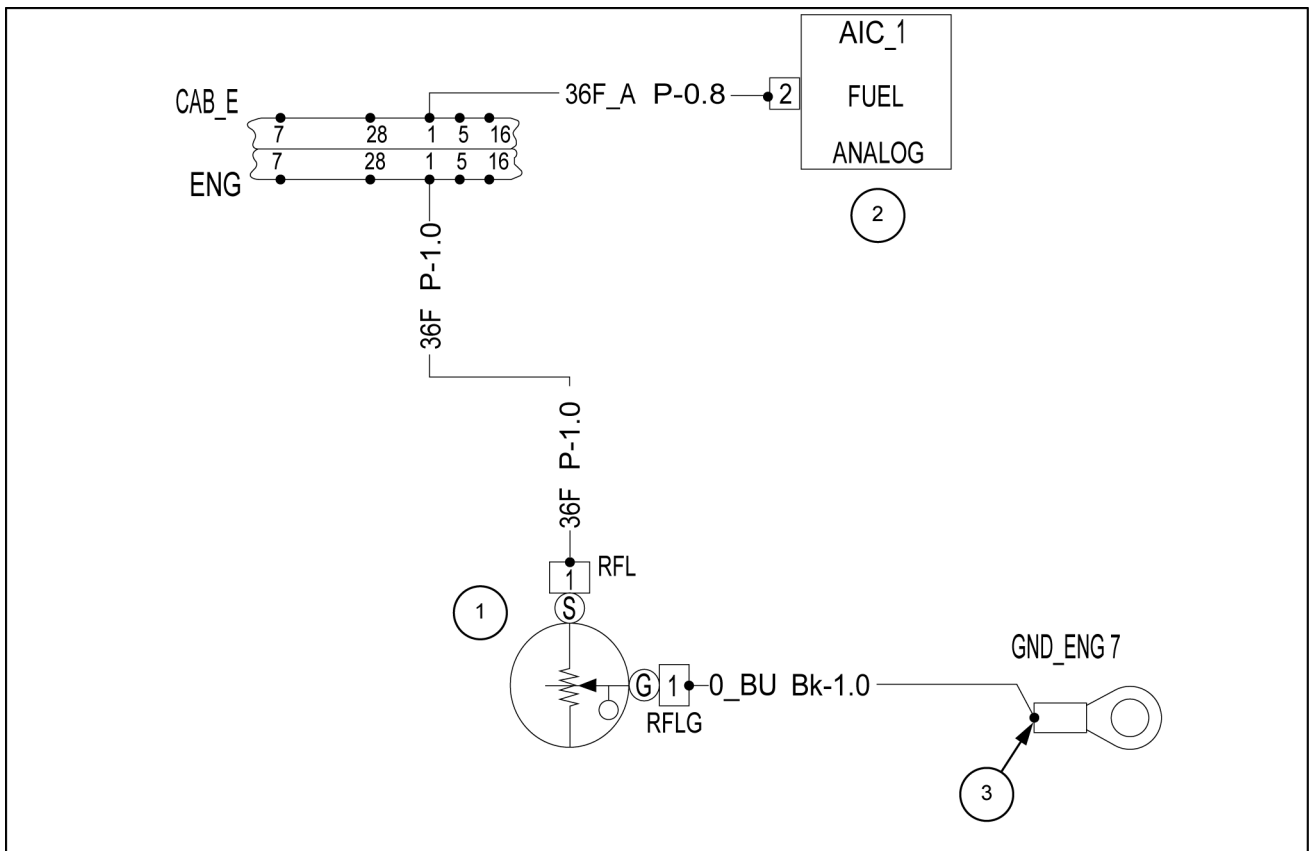 AIC_1
36F_A P-0.8
2
FUEL
CAB_E
7 28 1 5 16
ANALOG
7 28 1 5 16
ENG
2
36F P-1.0
36F P-1.0
RFL
1
S
1
GND_ENG 7
G
1
0_BU Bk-1.0
RFLG
3